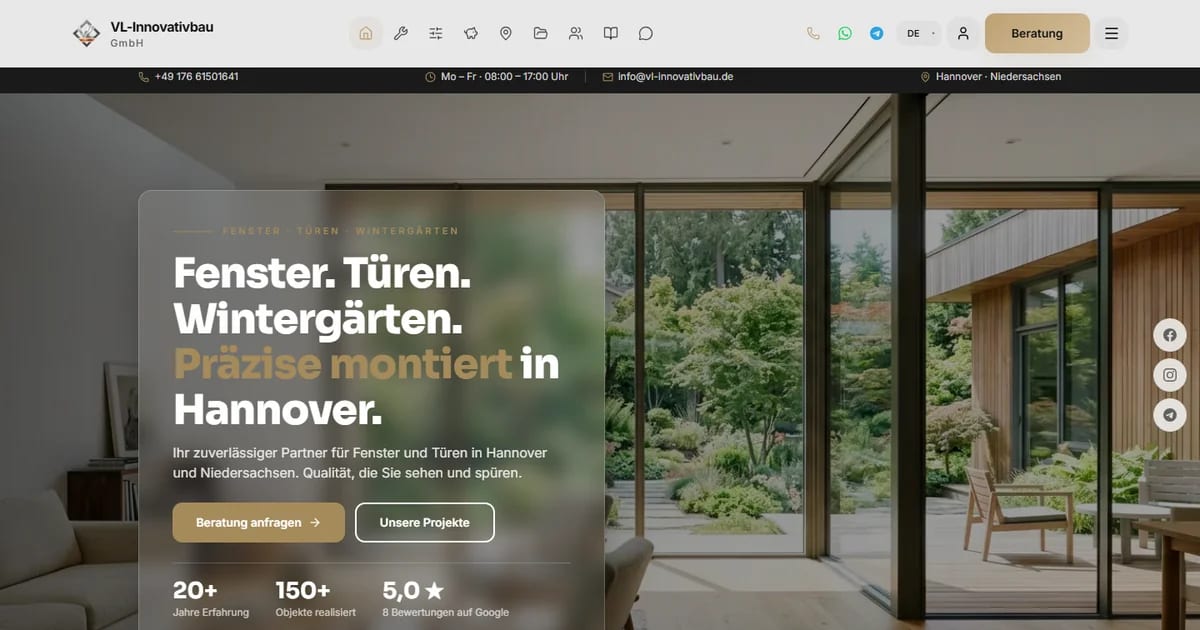 VL-Innovativbau
GmbH
DE
Beratung
+49 176 61501641
Mo – Fr · 08:00 – 17:00 Uhr
info@vl-innovativbau.de
Hannover · Niedersachsen
FENSTER · TÜREN · WINTERGÄRTEN
Fenster. Türen.
Wintergärten.
Präzise montiert in
Hannover.
Ihr zuverlässiger Partner für Fenster und Türen in Hannover
und Niedersachsen. Qualität, die Sie sehen und spüren.
Beratung anfragen →
Unsere Projekte
20+
Jahre Erfahrung
150+
Objekte realisiert
5,0 ★
8 Bewertungen auf Google